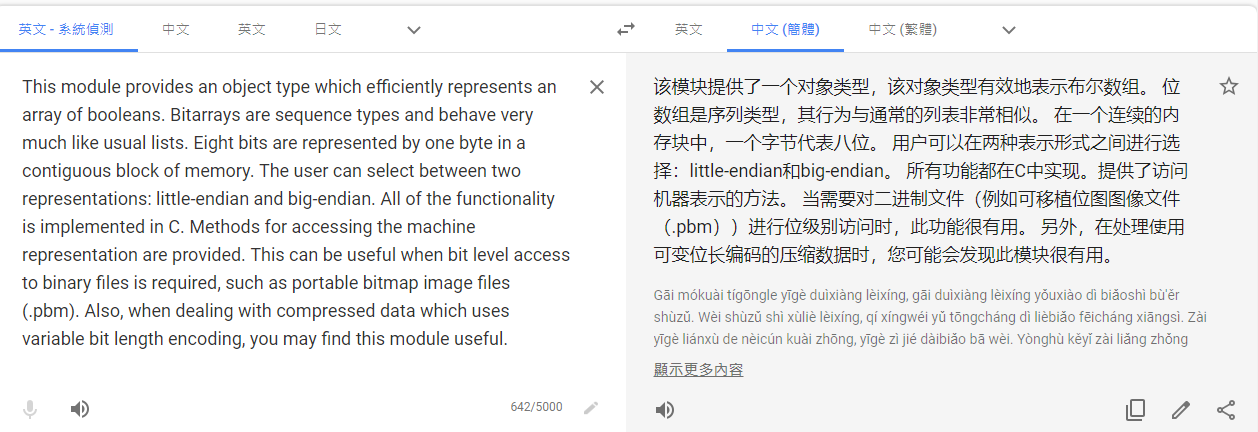 英文 - 系統偵測 中文 英文 日文
英文 中文 (簡體) 中文 (繁體)
This module provides an object type which efficiently represents an
array of booleans. Bitarrays are sequence types and behave very
much like usual lists. Eight bits are represented by one byte in a
contiguous block of memory. The user can select between two
representations: little-endian and big-endian. All of the functionality
is implemented in C. Methods for accessing the machine
representation are provided. This can be useful when bit level access
to binary files is required, such as portable bitmap image files
(.pbm). Also, when dealing with compressed data which uses
variable bit length encoding, you may find this module useful.
642/5000
该模块提供了一个对象类型，该对象类型有效地表示布尔数组。 位
数组是序列类型，其行为与通常的列表非常相似。 在一个连续的内
存块中，一个字节代表八位。 用户可以在两种表示形式之间进行选
择：little-endian和big-endian。 所有功能都在C中实现。提供了访问
机器表示的方法。 当需要对二进制文件（例如可移植位图图像文件
（.pbm））进行位级别访问时，此功能很有用。 另外，在处理使用
可变位长编码的压缩数据时，您可能会发现此模块很有用。
Gāi mókuài tígōngle yīgè duìxiàng lèixíng, gāi duìxiàng lèixíng yǒuxiào dì biǎoshì bù'ěr
shùzǔ. Wèi shùzǔ shì xùliè lèixíng, qí xíngwéi yǔ tōngcháng dì lièbiǎo fēicháng xiāngsì. Zài
yīgè liánxù de nèicún kuài zhōng, yīgè zì jié dàibiǎo bā wèi. Yònghù kěyǐ zài liǎng zhǒng
顯示更多內容